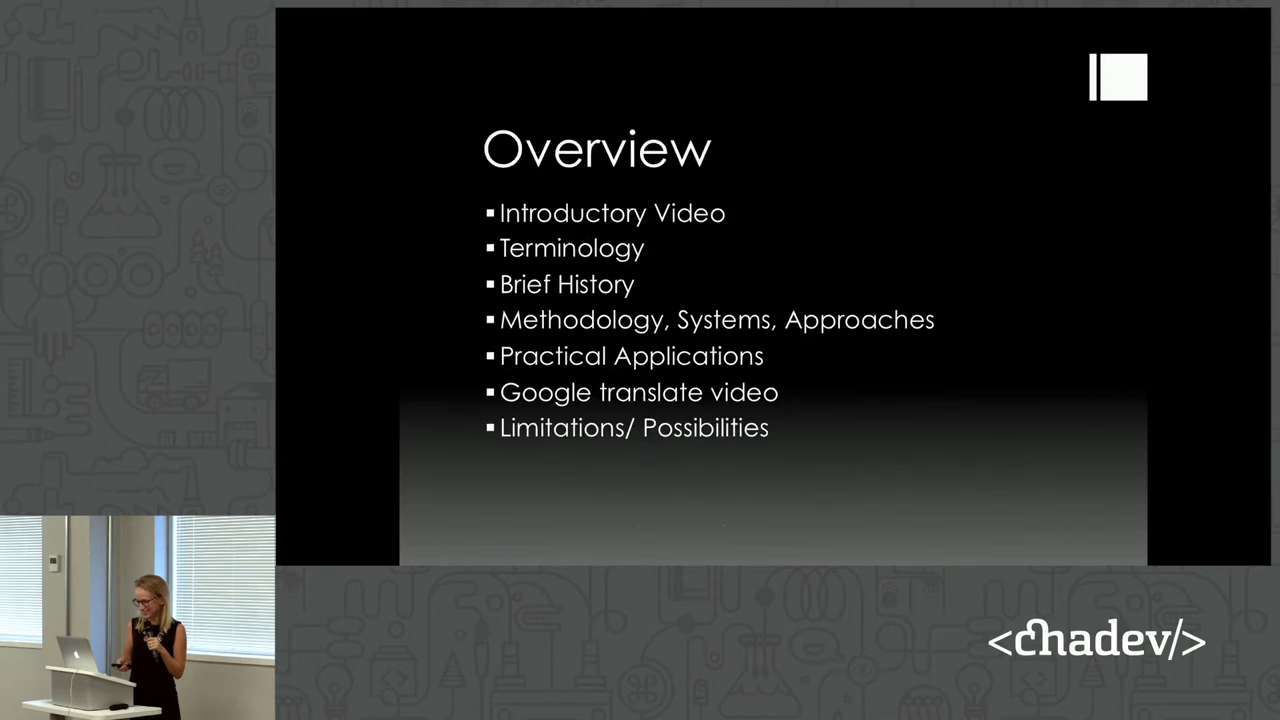 Overview
▪Introductory Video
▪Terminology
▪Brief History
▪Methodology, Systems, Approaches
▪Practical Applications
▪Google translate video
▪Limitations/ Possibilities
<chadev/>